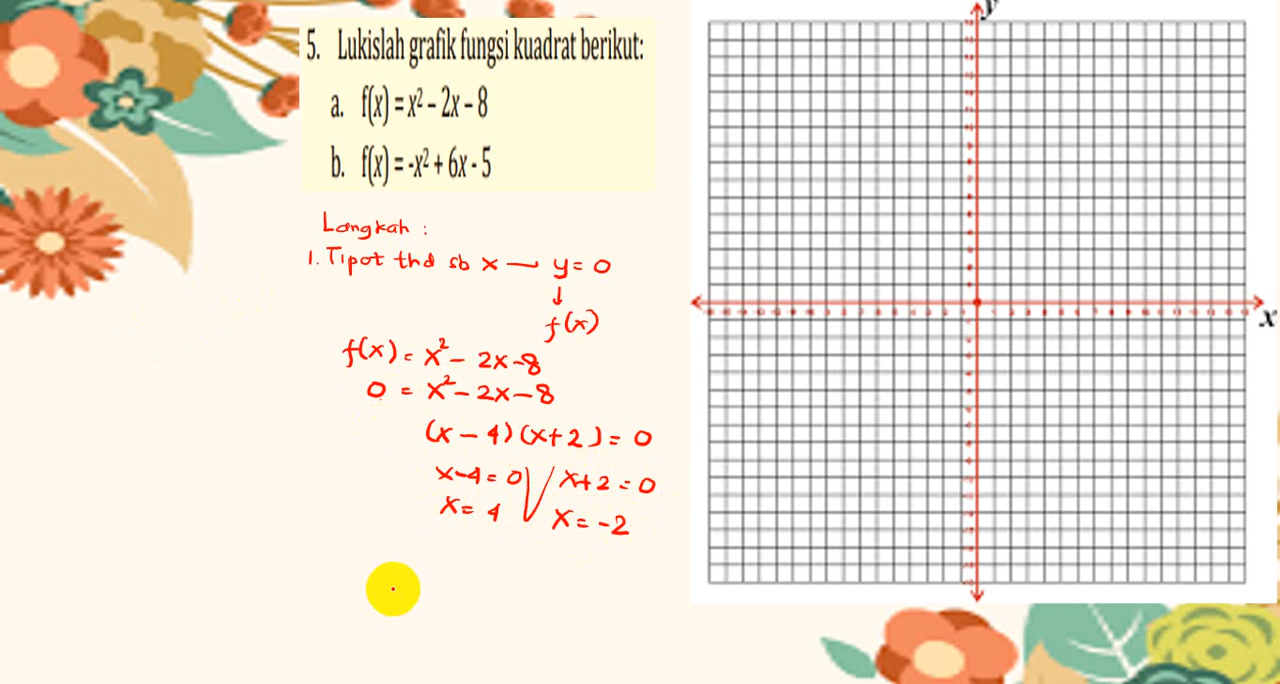 5. Lukislah grafik fungsi kuadrat berikut:
a. f(x) = x² – 2x – 8
b. f(x) = -x² + 6x - 5
Langkah :
1. Tipot thd sb x — y = 0
↓
f(x)
f(x) = x² – 2x – 8
0 = x² – 2x – 8
(x – 4)(x + 2) = 0
x – 4 = 0 \/ x + 2 = 0
x = 4 x = -2
y
x